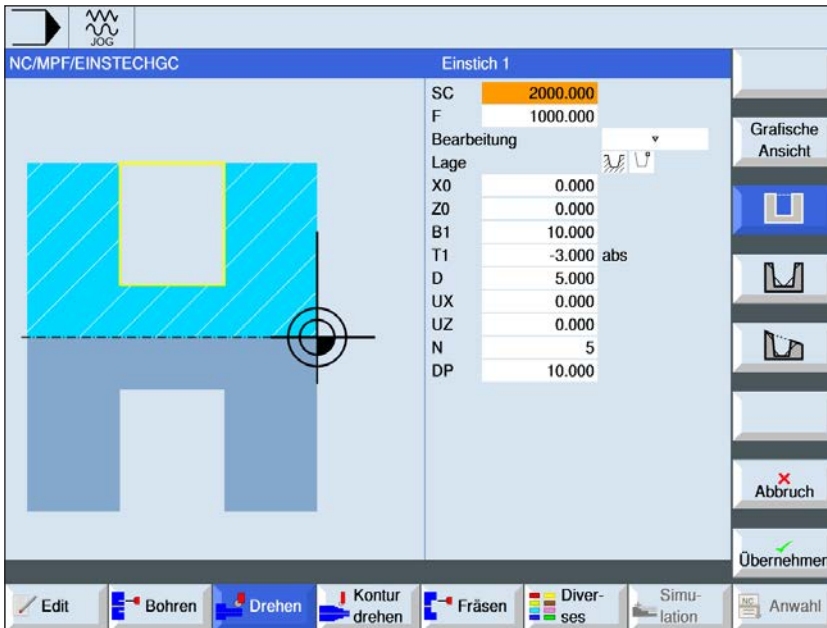 JOG
NC/MPF/EINSTECHGC
Einstich 1
SC 2000.000
F 1000.000
Bearbeitung
Lage
X0 0.000
Z0 0.000
B1 10.000
T1 -3.000 abs
D 5.000
UX 0.000
UZ 0.000
N 5
DP 10.000
Grafische
Ansicht
Abbruch
Übernehmen
Edit
Bohren
Drehen
Kontur
drehen
Fräsen
Diver-
ses
Simu-
lation
NC
Anwahl